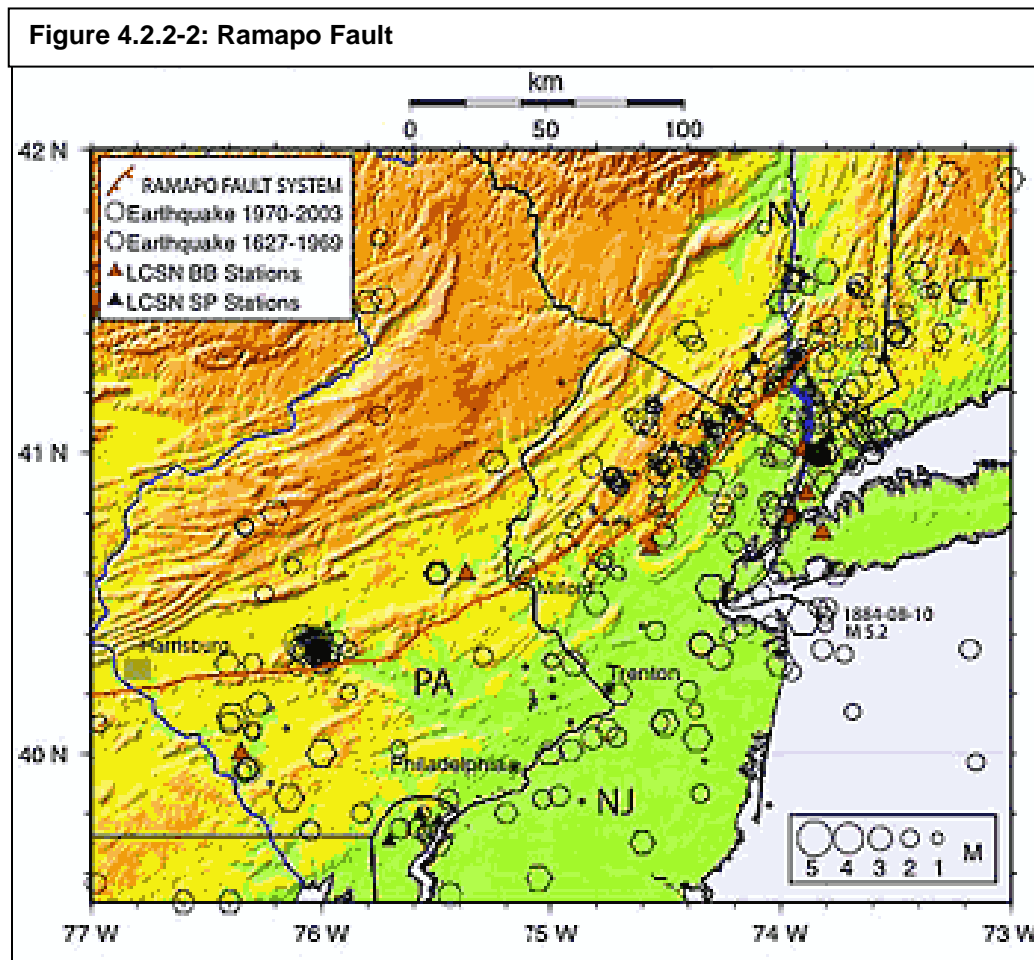 Figure 4.2.2-2: Ramapo Fault
km
0 50 100
42 N
RAMAPO FAULT SYSTEM
Earthquake 1970-2003
Earthquake 1627-1969
LCSN BB Stations
LCSN SP Stations
NY
CT
41 N
Milford
1884-08-10
M 5.2
Harrisburg
PA
Trenton
40 N
Philadelphia
NJ
5 4 3 2 1 M
77 W 76 W 75 W 74 W 73 W